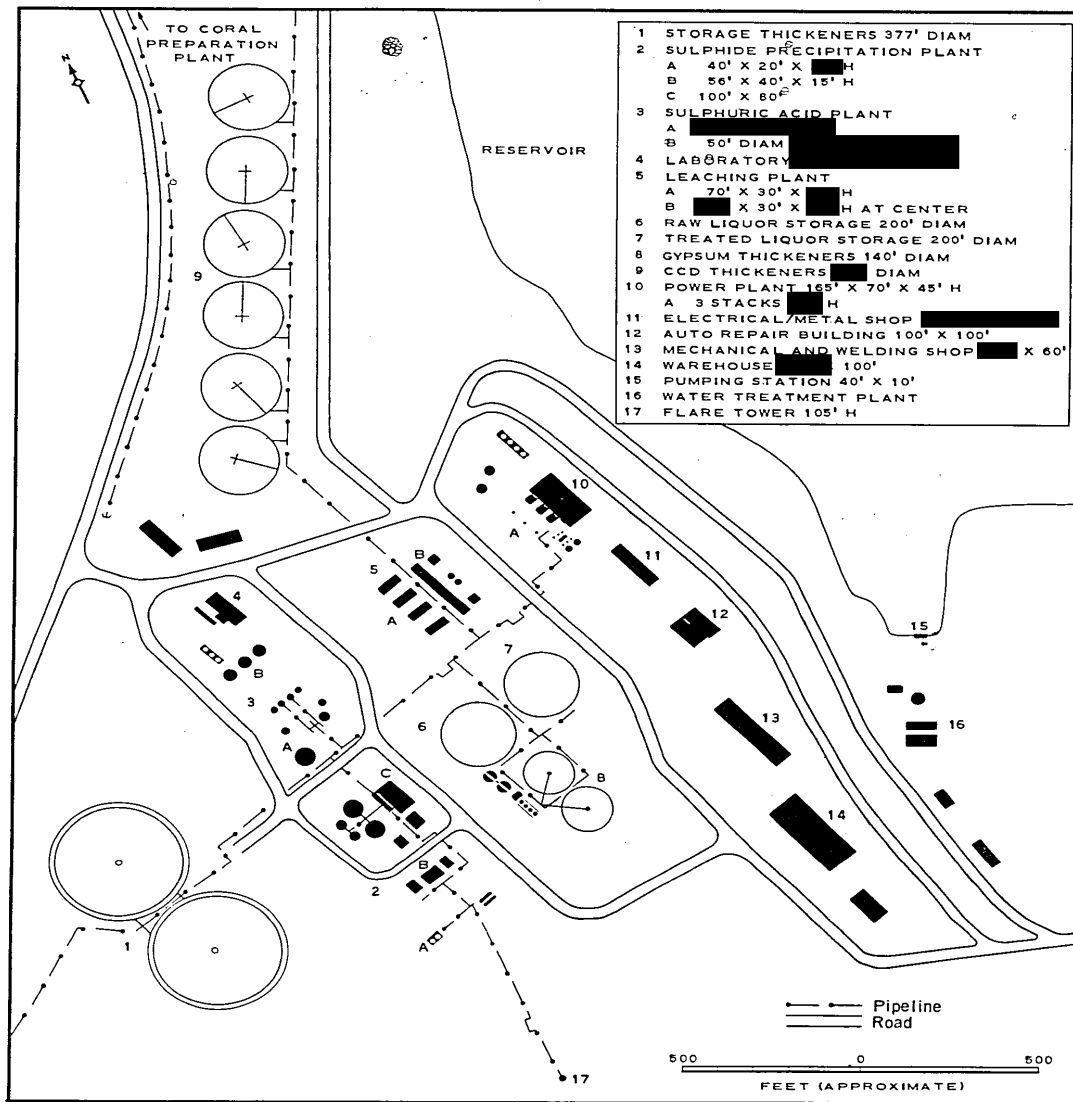 TO CORAL
PREPARATION
PLANT
N
RESERVOIR
1 STORAGE THICKENERS 377' DIAM
2 SULPHIDE PRECIPITATION PLANT
A 40' X 20' X H
B 56' X 40' X 15' H
C 100' X 80'
3 SULPHURIC ACID PLANT
A
B 50' DIAM
4 LABORATORY
5 LEACHING PLANT
A 70' X 30' X H
B X 30' X H AT CENTER
6 RAW LIQUOR STORAGE 200' DIAM
7 TREATED LIQUOR STORAGE 200' DIAM
8 GYPSUM THICKENERS 140' DIAM
9 CCD THICKENERS DIAM
10 POWER PLANT 165' X 70' X 45' H
A 3 STACKS H
11 ELECTRICAL/METAL SHOP
12 AUTO REPAIR BUILDING 100' X 100'
13 MECHANICAL AND WELDING SHOP X 60'
14 WAREHOUSE 100'
15 PUMPING STATION 40' X 10'
16 WATER TREATMENT PLANT
17 FLARE TOWER 105' H
9
10
A
11
B
5
A
12
4
15
7
B
3
6
13
16
A
C
8
14
B
2
A
1
17
Pipeline
Road
500 0 500
FEET (APPROXIMATE)